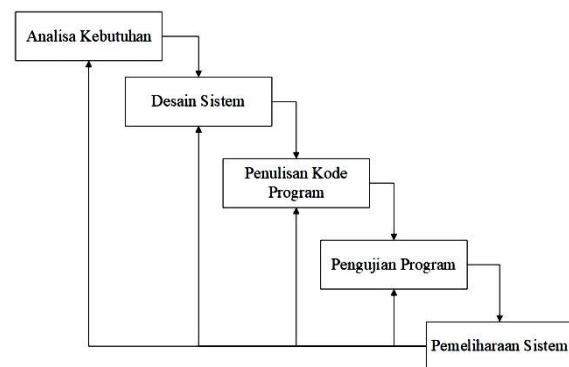 Analisa Kebutuhan
Desain Sistem
Penulisan Kode
Program
Pengujian Program
Pemeliharaan Sistem